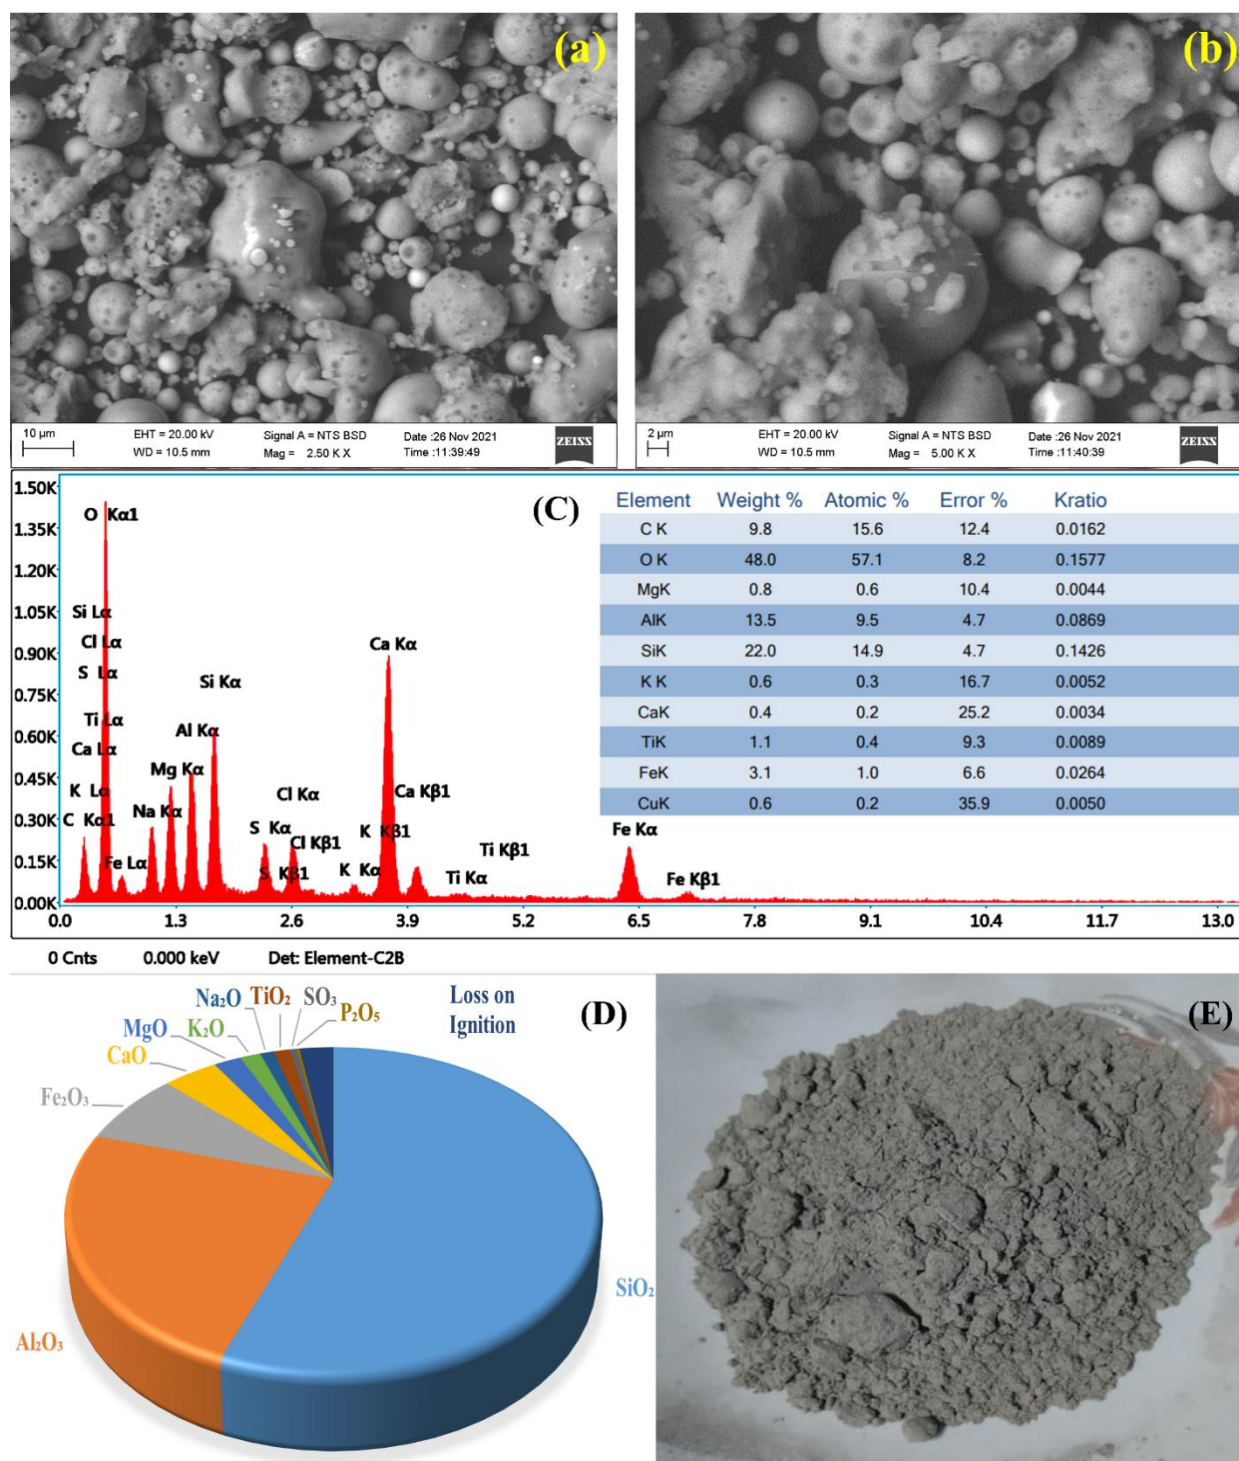 (a)
10 µm
EHT = 20.00 kV
WD = 10.5 mm
Signal A = NTS BSD
Mag = 2.50 K X
Date :26 Nov 2021
Time :11:39:49
ZEISS
(b)
2 µm
EHT = 20.00 kV
WD = 10.5 mm
Signal A = NTS BSD
Mag = 5.00 K X
Date :26 Nov 2021
Time :11:40:39
ZEISS
(C)
1.50K
1.35K
1.20K
1.05K
0.90K
0.75K
0.60K
0.45K
0.30K
0.15K
0.00K
O Kα1
Si Lα
Cl Lα
S Lα
Ti Lα
Ca Lα
K Lα
C Kα1
Fe Lα
Na Kα
Mg Kα
Al Kα
Si Kα
S Kα
S Kβ1
Cl Kα
Cl Kβ1
K Kα
K Kβ1
Ca Kα
Ca Kβ1
Ti Kα
Ti Kβ1
Fe Kα
Fe Kβ1
0.0 1.3 2.6 3.9 5.2 6.5 7.8 9.1 10.4 11.7 13.0
0 Cnts 0.000 keV Det: Element-C2B
Element Weight % Atomic % Error % Kratio
C K 9.8 15.6 12.4 0.0162
O K 48.0 57.1 8.2 0.1577
MgK 0.8 0.6 10.4 0.0044
AlK 13.5 9.5 4.7 0.0869
SiK 22.0 14.9 4.7 0.1426
K K 0.6 0.3 16.7 0.0052
CaK 0.4 0.2 25.2 0.0034
TiK 1.1 0.4 9.3 0.0089
FeK 3.1 1.0 6.6 0.0264
CuK 0.6 0.2 35.9 0.0050
(D)
Loss on
Ignition
P₂O₅
SO₃
TiO₂
Na₂O
K₂O
MgO
CaO
Fe₂O₃
Al₂O₃
SiO₂
(E)